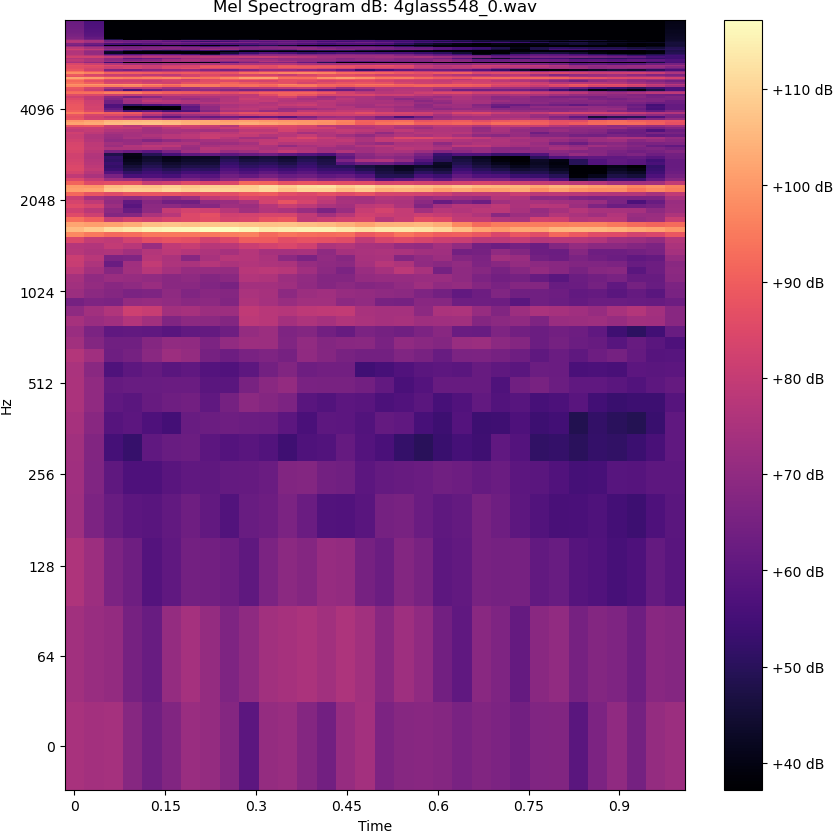 Mel Spectrogram dB: 4glass548_0.wav
+110 dB
4096
+100 dB
2048
+90 dB
1024
+80 dB
512
Hz
+70 dB
256
+60 dB
128
+50 dB
64
0
+40 dB
0 0.15 0.3 0.45 0.6 0.75 0.9
Time